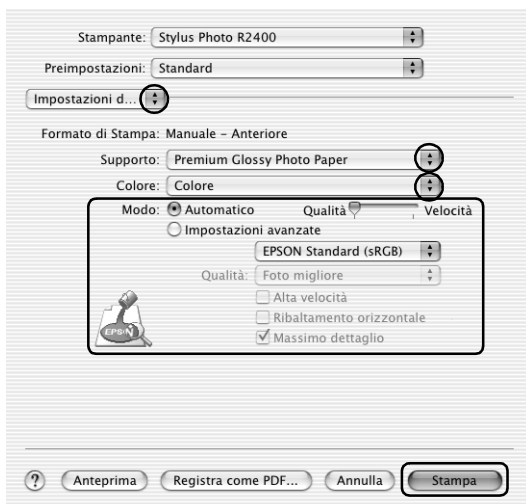 Stampante: Stylus Photo R2400
Preimpostazioni: Standard
Impostazioni d...
Formato di Stampa: Manuale – Anteriore
Supporto: Premium Glossy Photo Paper
Colore: Colore
Modo: Automatico Qualità Velocità
Impostazioni avanzate
EPSON Standard (sRGB)
Qualità: Foto migliore
Alta velocità
Ribaltamento orizzontale
Massimo dettaglio
EPSON
? Anteprima Registra come PDF... Annulla Stampa